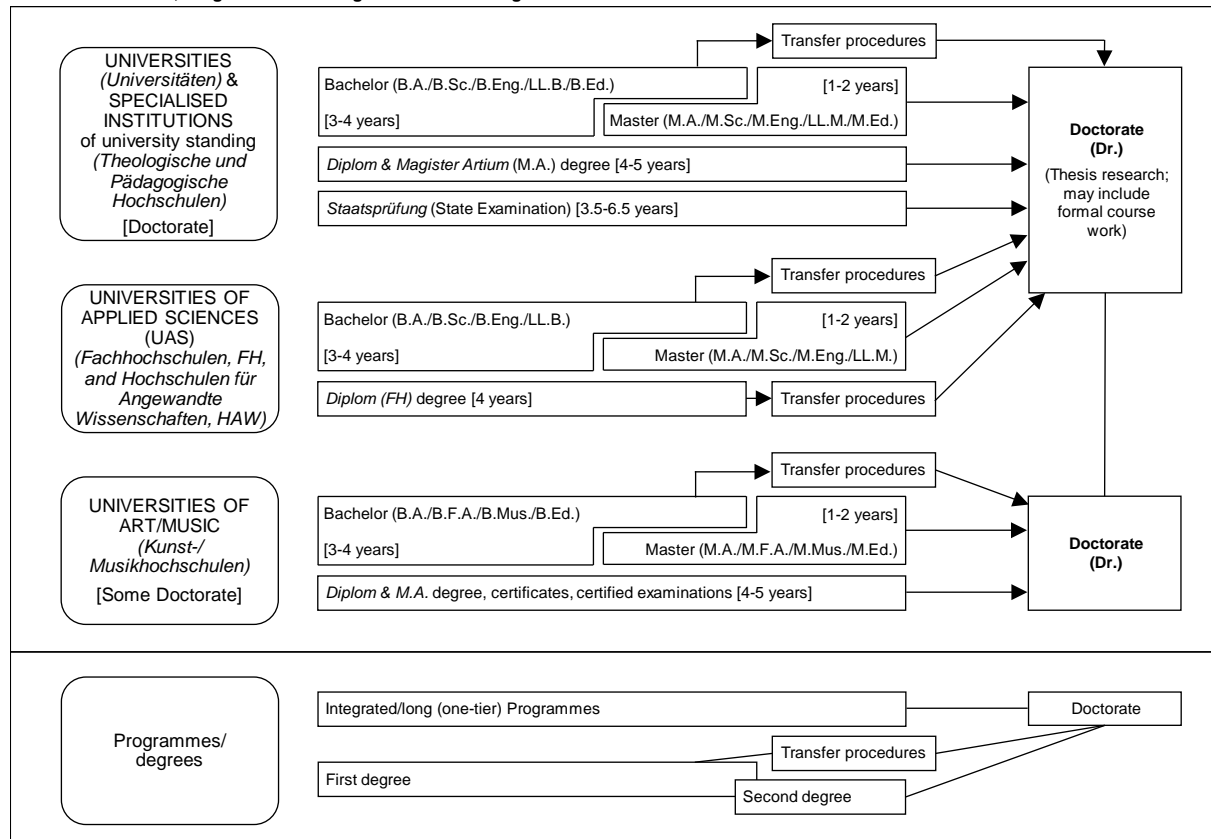 Transfer procedures
UNIVERSITIES
(Universitäten) &
SPECIALISED
INSTITUTIONS
of university standing
(Theologische und
Pädagogische
Hochschulen)
[Doctorate]
Bachelor (B.A./B.Sc./B.Eng./LL.B./B.Ed.)
[3-4 years]
[1-2 years]
Master (M.A./M.Sc./M.Eng./LL.M./M.Ed.)
Diplom & Magister Artium (M.A.) degree [4-5 years]
Staatsprüfung (State Examination) [3.5-6.5 years]
Doctorate
(Dr.)
(Thesis research;
may include
formal course
work)
Transfer procedures
UNIVERSITIES OF
APPLIED SCIENCES
(UAS)
(Fachhochschulen, FH,
and Hochschulen für
Angewandte
Wissenschaften, HAW)
Bachelor (B.A./B.Sc./B.Eng./LL.B.)
[3-4 years]
[1-2 years]
Master (M.A./M.Sc./M.Eng./LL.M.)
Diplom (FH) degree [4 years]
Transfer procedures
Transfer procedures
UNIVERSITIES OF
ART/MUSIC
(Kunst-/
Musikhochschulen)
[Some Doctorate]
Bachelor (B.A./B.F.A./B.Mus./B.Ed.)
[3-4 years]
[1-2 years]
Master (M.A./M.F.A./M.Mus./M.Ed.)
Diplom & M.A. degree, certificates, certified examinations [4-5 years]
Doctorate
(Dr.)
Programmes/
degrees
Integrated/long (one-tier) Programmes
Doctorate
Transfer procedures
First degree
Second degree